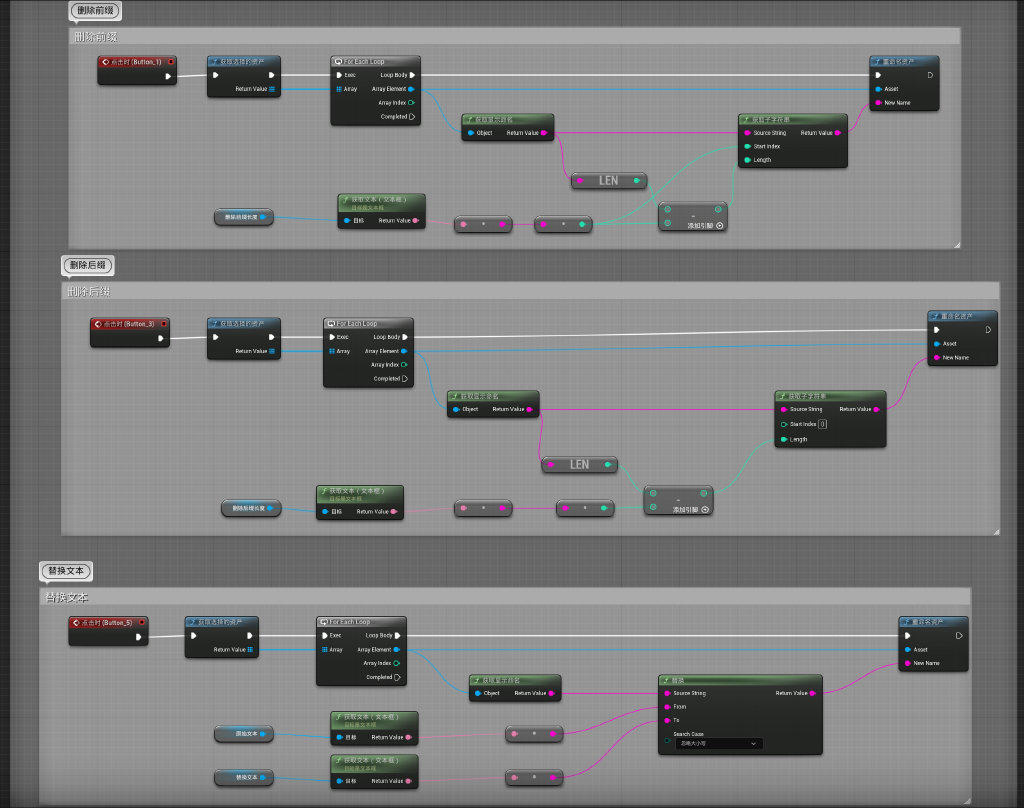 删除前缀
删除前缀
点击时 (Button_1)
获取选择的资产
Return Value
For Each Loop
Exec
Loop Body
Array
Array Element
Array Index
Completed
重命名资产
Asset
New Name
获取显示命名
Object
Return Value
获取子字符串
Source String
Return Value
Start Index
Length
LEN
删除前缀长度
获取文本 (文本框)
目标是文本框
目标
Return Value
-
添加引脚
删除后缀
删除后缀
点击时 (Button_3)
获取选择的资产
Return Value
For Each Loop
Exec
Loop Body
Array
Array Element
Array Index
Completed
重命名资产
Asset
New Name
获取显示命名
Object
Return Value
获取子字符串
Source String
Return Value
Start Index 0
Length
LEN
删除后缀长度
获取文本 (文本框)
目标是文本框
目标
Return Value
-
添加引脚
替换文本
替换文本
点击时 (Button_5)
获取选择的资产
Return Value
For Each Loop
Exec
Loop Body
Array
Array Element
Array Index
Completed
重命名资产
Asset
New Name
获取显示命名
Object
Return Value
替换
Source String
Return Value
From
To
Search Case
忽略大小写
原始文本
获取文本 (文本框)
目标是文本框
目标
Return Value
替换文本
获取文本 (文本框)
目标是文本框
目标
Return Value